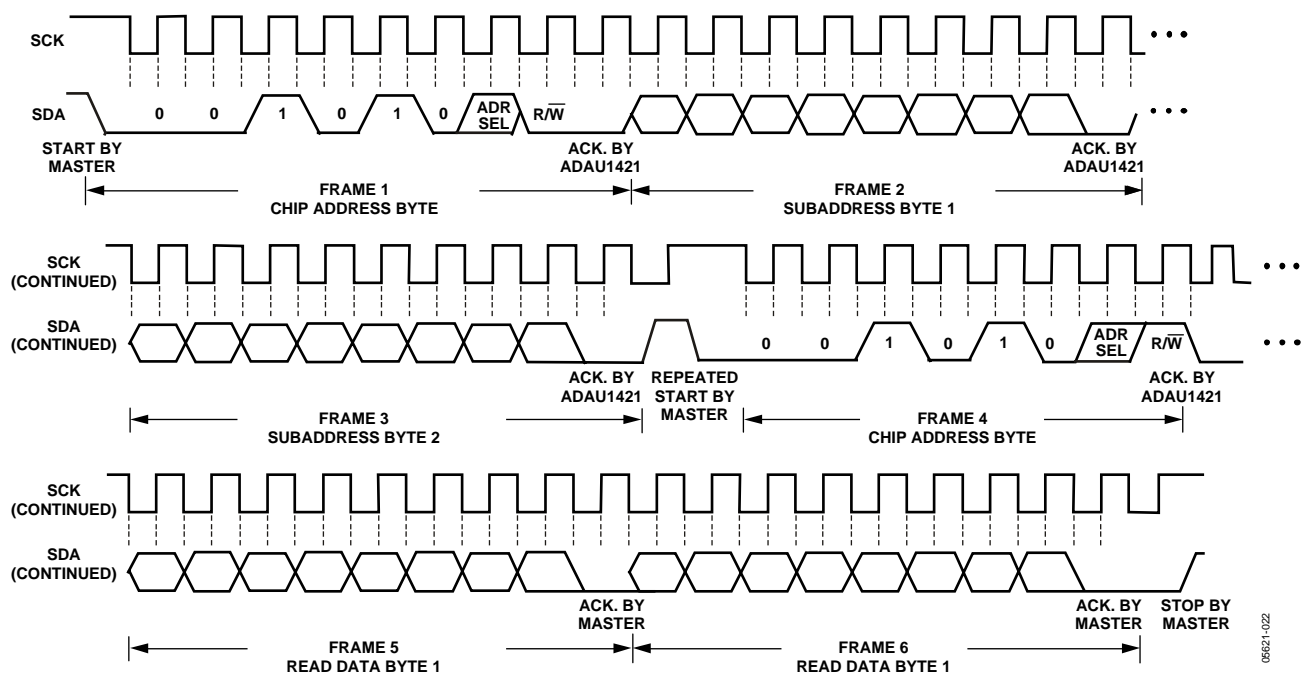 SCK
SDA
0 0 1 0 1 0 ADR SEL R/W̅
START BY MASTER
ACK. BY ADAU1421
ACK. BY ADAU1421
FRAME 1
CHIP ADDRESS BYTE
FRAME 2
SUBADDRESS BYTE 1
SCK
(CONTINUED)
SDA
(CONTINUED)
0 0 1 0 1 0 ADR SEL R/W̅
ACK. BY ADAU1421
REPEATED START BY MASTER
ACK. BY ADAU1421
FRAME 3
SUBADDRESS BYTE 2
FRAME 4
CHIP ADDRESS BYTE
SCK
(CONTINUED)
SDA
(CONTINUED)
ACK. BY MASTER
ACK. BY MASTER
STOP BY MASTER
FRAME 5
READ DATA BYTE 1
FRAME 6
READ DATA BYTE 1
05621-022